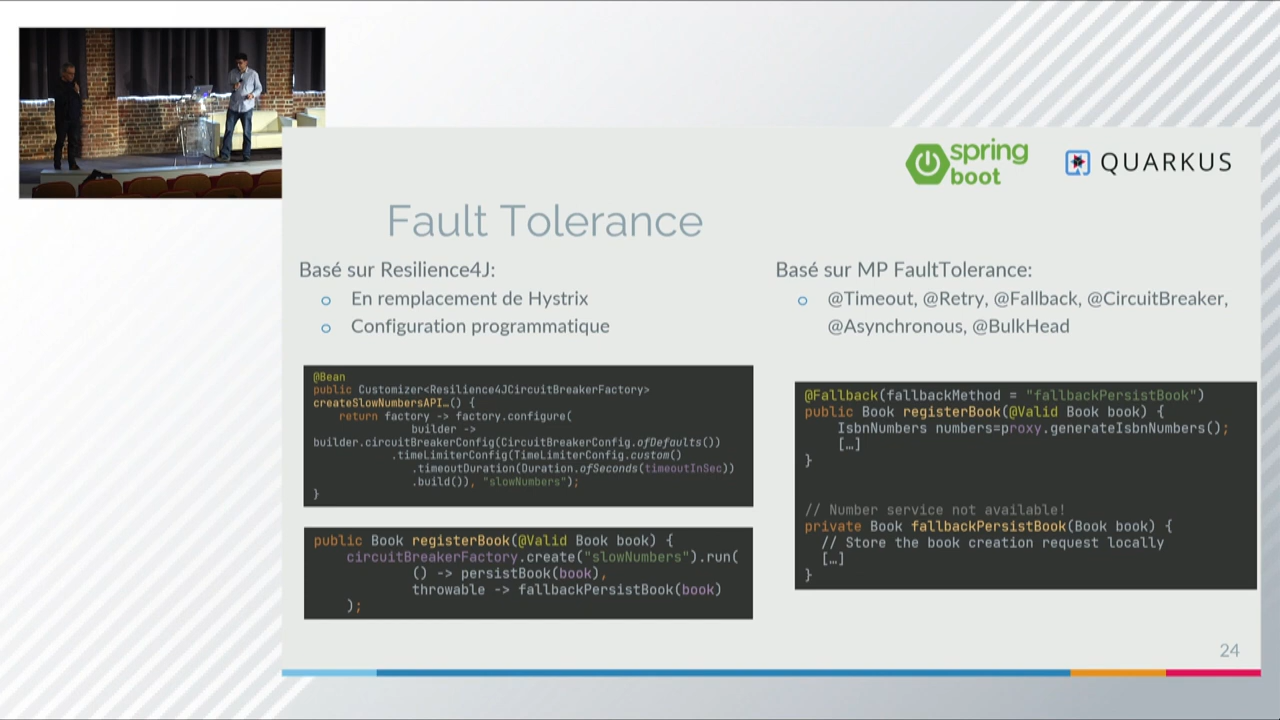 spring
boot
QUARKUS
Fault Tolerance
Basé sur Resilience4J:
En remplacement de Hystrix
Configuration programmatique
@Bean
public Customizer<Resilience4JCircuitBreakerFactory>
createSlowNumbersAPI…() {
return factory -> factory.configure(
builder ->
builder.circuitBreakerConfig(CircuitBreakerConfig.ofDefaults())
.timeLimiterConfig(TimeLimiterConfig.custom()
.timeoutDuration(Duration.ofSeconds(timeoutInSec))
.build()), "slowNumbers");
}
public Book registerBook(@Valid Book book) {
circuitBreakerFactory.create("slowNumbers").run(
() -> persistBook(book),
throwable -> fallbackPersistBook(book)
);
Basé sur MP FaultTolerance:
@Timeout, @Retry, @Fallback, @CircuitBreaker,
@Asynchronous, @BulkHead
@Fallback(fallbackMethod = "fallbackPersistBook")
public Book registerBook(@Valid Book book) {
IsbnNumbers numbers=proxy.generateIsbnNumbers();
[…]
}
// Number service not available!
private Book fallbackPersistBook(Book book) {
// Store the book creation request locally
[…]
}
24